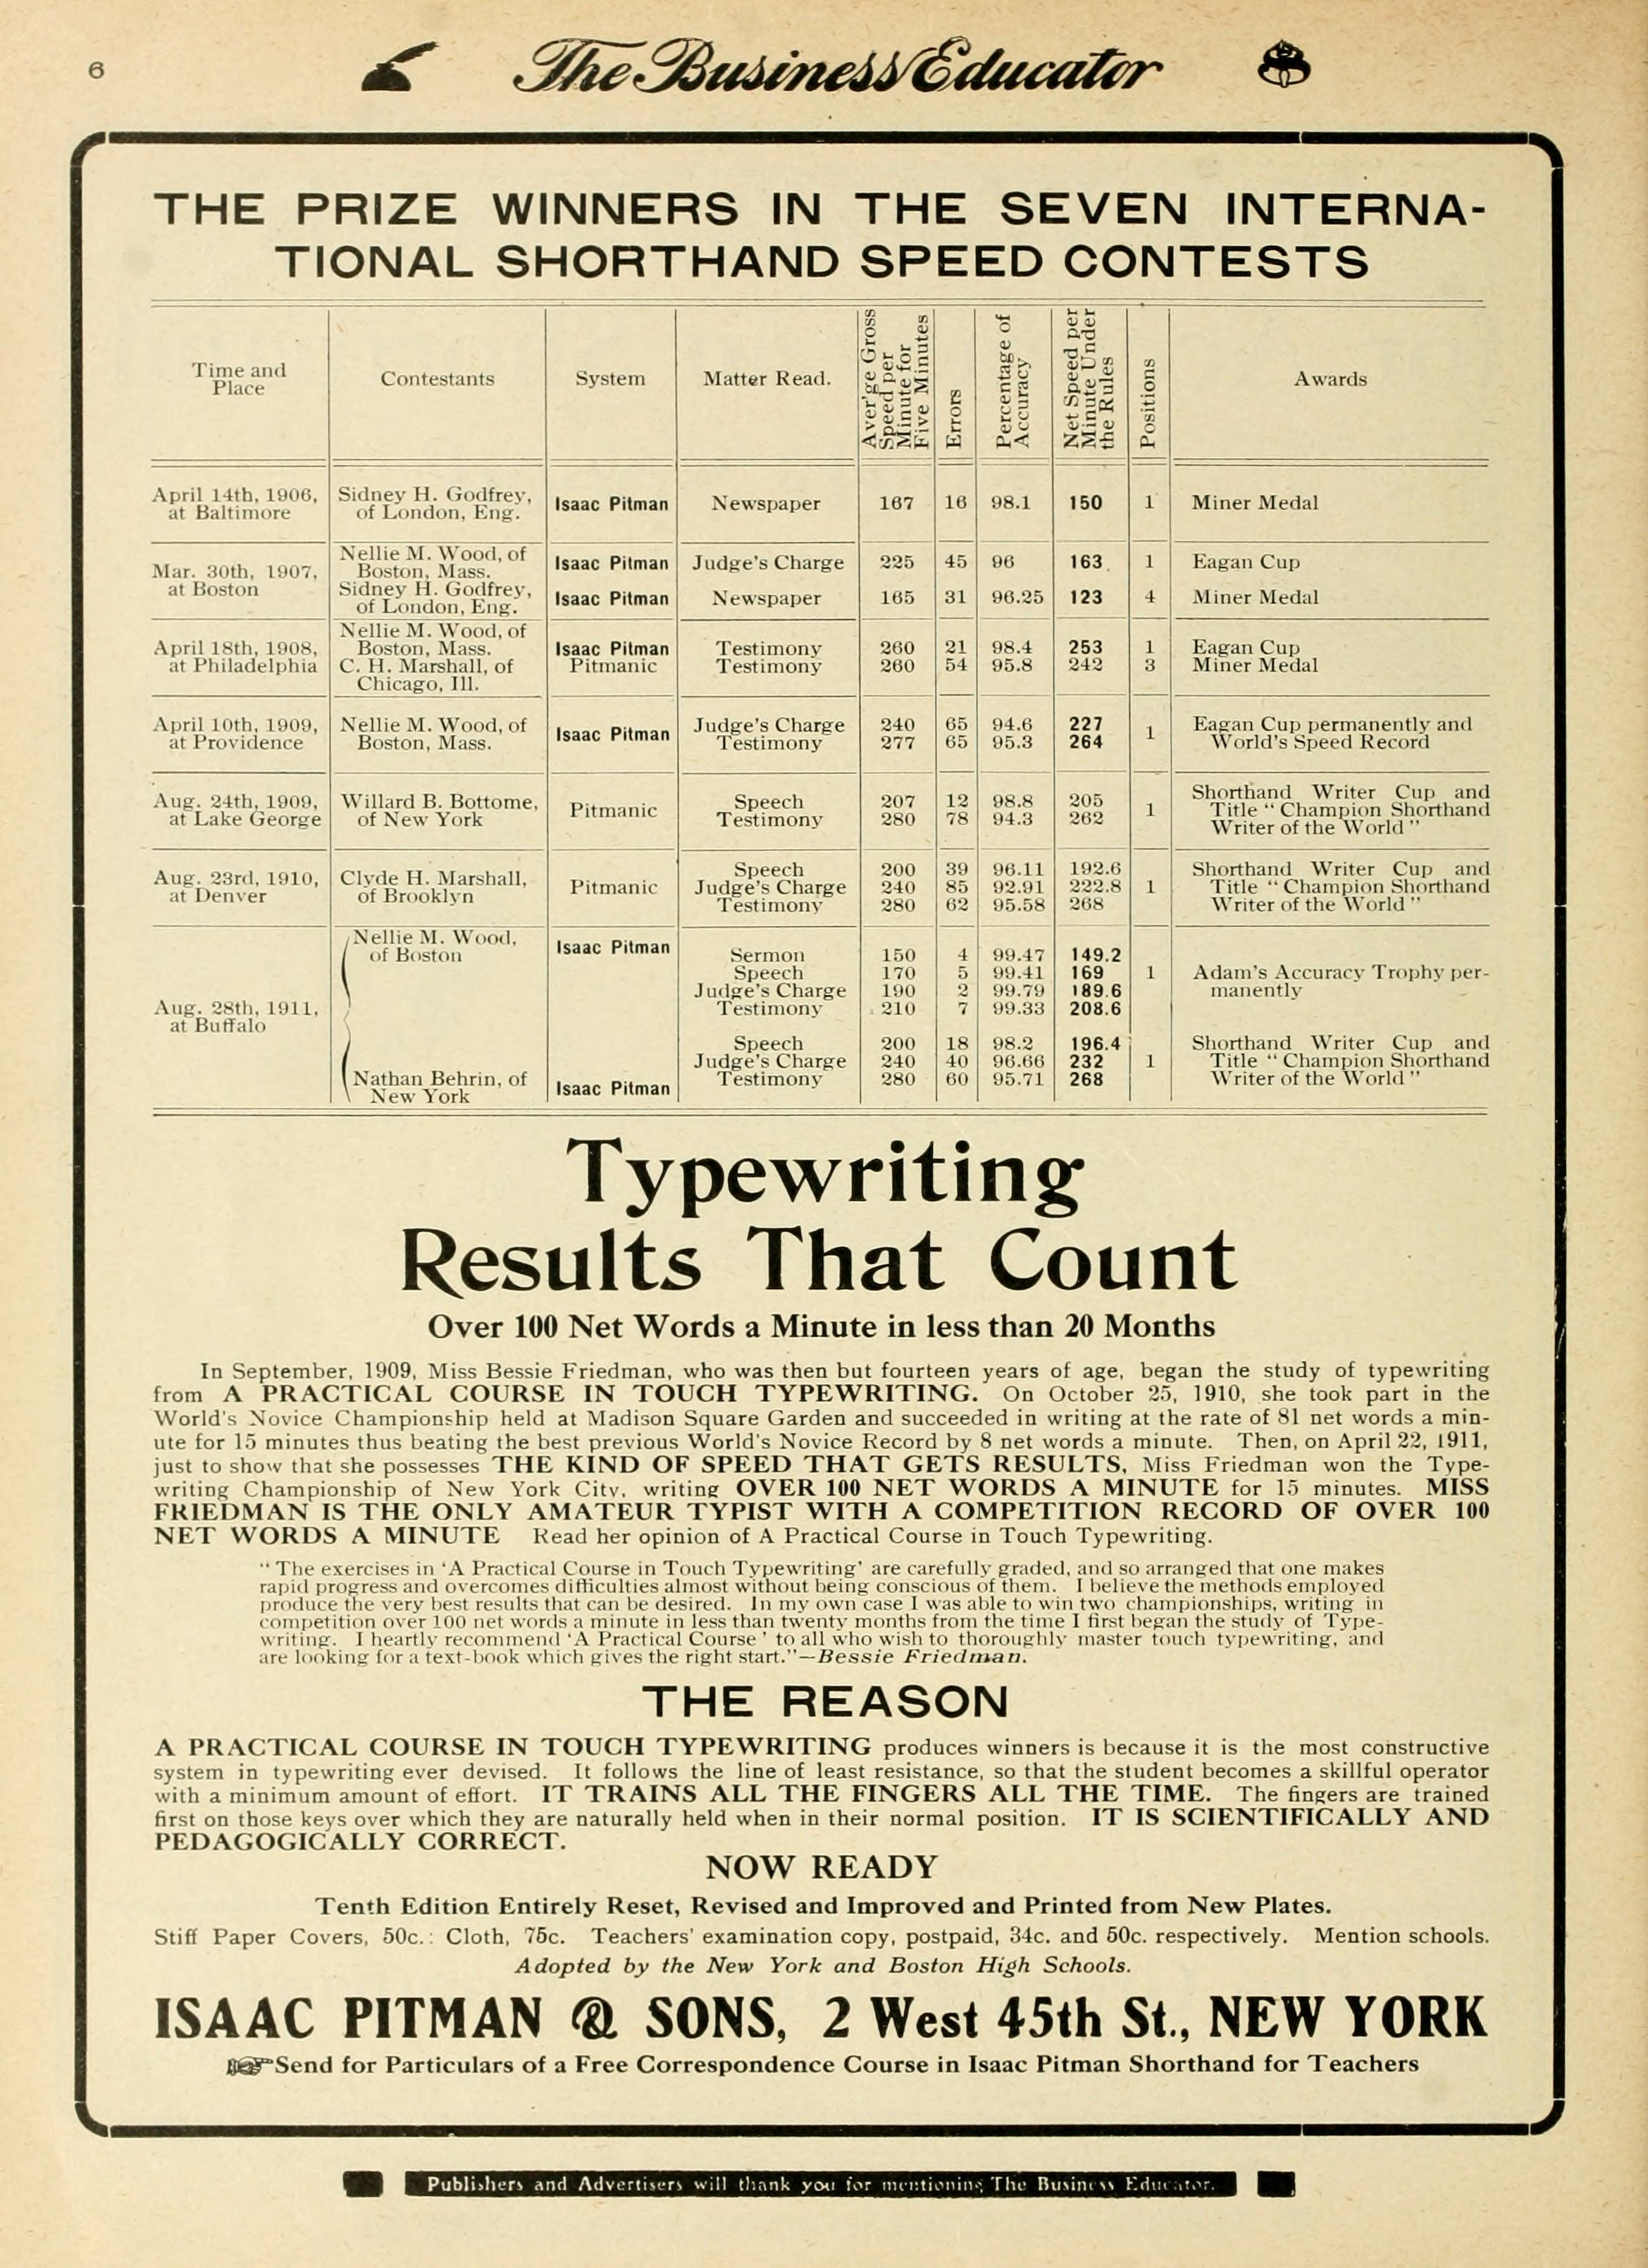 6
The Business Educator
THE PRIZE WINNERS IN THE SEVEN INTERNA-
TIONAL SHORTHAND SPEED CONTESTS
Time and Place | Contestants | System | Matter Read. | Aver'ge Gross Speed per Minute for Five Minutes | Errors | Percentage of Accuracy | Net Speed per Minute Under the Rules | Positions | Awards
April 14th, 1906, at Baltimore | Sidney H. Godfrey, of London, Eng. | Isaac Pitman | Newspaper | 167 | 16 | 98.1 | 150 | 1 | Miner Medal
Mar. 30th, 1907, at Boston | Nellie M. Wood, of Boston, Mass. | Isaac Pitman | Judge's Charge | 225 | 45 | 96 | 163 | 1 | Eagan Cup
Sidney H. Godfrey, of London, Eng. | Isaac Pitman | Newspaper | 165 | 31 | 96.25 | 123 | 4 | Miner Medal
April 18th, 1908, at Philadelphia | Nellie M. Wood, of Boston, Mass. | Isaac Pitman | Testimony | 260 | 21 | 98.4 | 253 | 1 | Eagan Cup
C. H. Marshall, of Chicago, Ill. | Pitmanic | Testimony | 260 | 54 | 95.8 | 242 | 3 | Miner Medal
April 10th, 1909, at Providence | Nellie M. Wood, of Boston, Mass. | Isaac Pitman | Judge's Charge | 240 | 65 | 94.6 | 227 | 1 | Eagan Cup permanently and
Testimony | 277 | 65 | 95.3 | 264 | World's Speed Record
Aug. 24th, 1909, at Lake George | Willard B. Bottome, of New York | Pitmanic | Speech | 207 | 12 | 98.8 | 205 | 1 | Shorthand Writer Cup and
Testimony | 280 | 78 | 94.3 | 262 | Title "Champion Shorthand Writer of the World"
Aug. 23rd, 1910, at Denver | Clyde H. Marshall, of Brooklyn | Pitmanic | Speech | 200 | 39 | 96.11 | 192.6 | Shorthand Writer Cup and
Judge's Charge | 240 | 85 | 92.91 | 222.8 | 1 | Title "Champion Shorthand
Testimony | 280 | 62 | 95.58 | 268 | Writer of the World"
Aug. 28th, 1911, at Buffalo | Nellie M. Wood, of Boston | Isaac Pitman | Sermon | 150 | 4 | 99.47 | 149.2
Speech | 170 | 5 | 99.41 | 169 | 1 | Adam's Accuracy Trophy per-
Judge's Charge | 190 | 2 | 99.79 | 189.6 | manently
Testimony | 210 | 7 | 99.33 | 208.6
Speech | 200 | 18 | 98.2 | 196.4 | Shorthand Writer Cup and
Judge's Charge | 240 | 40 | 96.66 | 232 | 1 | Title "Champion Shorthand
Nathan Behrin, of New York | Isaac Pitman | Testimony | 280 | 60 | 95.71 | 268 | Writer of the World"
Typewriting
Results That Count
Over 100 Net Words a Minute in less than 20 Months
In September, 1909, Miss Bessie Friedman, who was then but fourteen years of age, began the study of typewriting
from A PRACTICAL COURSE IN TOUCH TYPEWRITING. On October 25, 1910, she took part in the
World's Novice Championship held at Madison Square Garden and succeeded in writing at the rate of 81 net words a min-
ute for 15 minutes thus beating the best previous World's Novice Record by 8 net words a minute. Then, on April 22, 1911,
just to show that she possesses THE KIND OF SPEED THAT GETS RESULTS, Miss Friedman won the Type-
writing Championship of New York City, writing OVER 100 NET WORDS A MINUTE for 15 minutes. MISS
FRIEDMAN IS THE ONLY AMATEUR TYPIST WITH A COMPETITION RECORD OF OVER 100
NET WORDS A MINUTE Read her opinion of A Practical Course in Touch Typewriting.
"The exercises in 'A Practical Course in Touch Typewriting' are carefully graded, and so arranged that one makes
rapid progress and overcomes difficulties almost without being conscious of them. I believe the methods employed
produce the very best results that can be desired. In my own case I was able to win two championships, writing in
competition over 100 net words a minute in less than twenty months from the time I first began the study of Type-
writing. I heartly recommend 'A Practical Course' to all who wish to thoroughly master touch typewriting, and
are looking for a text-book which gives the right start."—Bessie Friedman.
THE REASON
A PRACTICAL COURSE IN TOUCH TYPEWRITING produces winners is because it is the most constructive
system in typewriting ever devised. It follows the line of least resistance, so that the student becomes a skillful operator
with a minimum amount of effort. IT TRAINS ALL THE FINGERS ALL THE TIME. The fingers are trained
first on those keys over which they are naturally held when in their normal position. IT IS SCIENTIFICALLY AND
PEDAGOGICALLY CORRECT.
NOW READY
Tenth Edition Entirely Reset, Revised and Improved and Printed from New Plates.
Stiff Paper Covers, 50c.: Cloth, 75c. Teachers' examination copy, postpaid, 34c. and 50c. respectively. Mention schools.
Adopted by the New York and Boston High Schools.
ISAAC PITMAN & SONS, 2 West 45th St., NEW YORK
Send for Particulars of a Free Correspondence Course in Isaac Pitman Shorthand for Teachers
Publishers and Advertisers will thank you for mentioning The Business Educator.